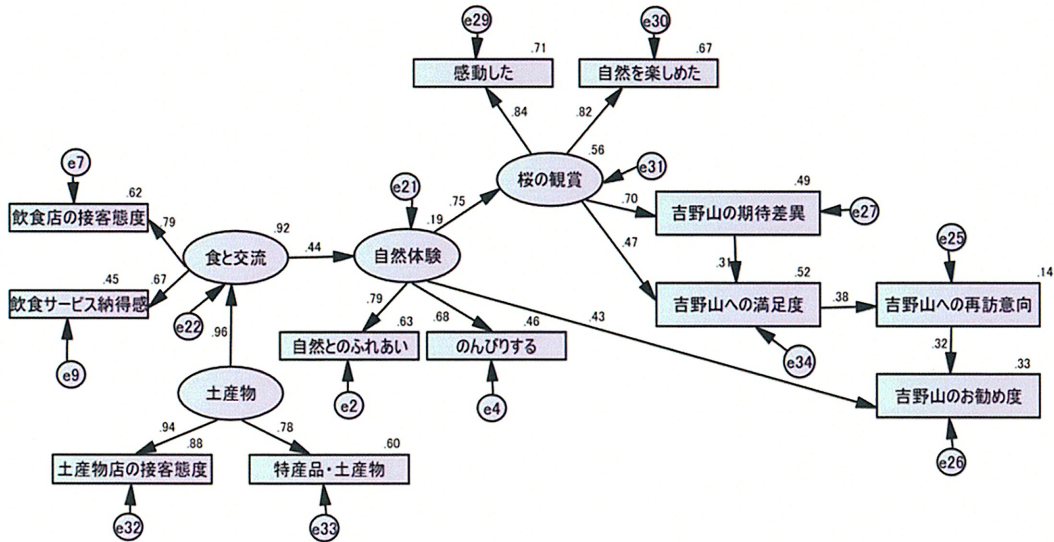 e29
e30
.71
.67
感動した
自然を楽しめた
.84
.82
.56
e7
e31
桜の観賞
e21
.49
.62
.75
.70
飲食店の接客態度
.79
.19
吉野山の期待差異
e27
.92
.47
e25
食と交流
.44
自然体験
.31
.52
.14
.45
.67
飲食サービス納得感
.79
.68
吉野山への満足度
.38
吉野山への再訪意向
e22
.63
.46
.43
.96
自然とのふれあい
のんびりする
.32
e34
.33
e9
土産物
e2
e4
吉野山のお勧め度
.94
.88
.78
.60
土産物店の接客態度
特産品・土産物
e26
e32
e33